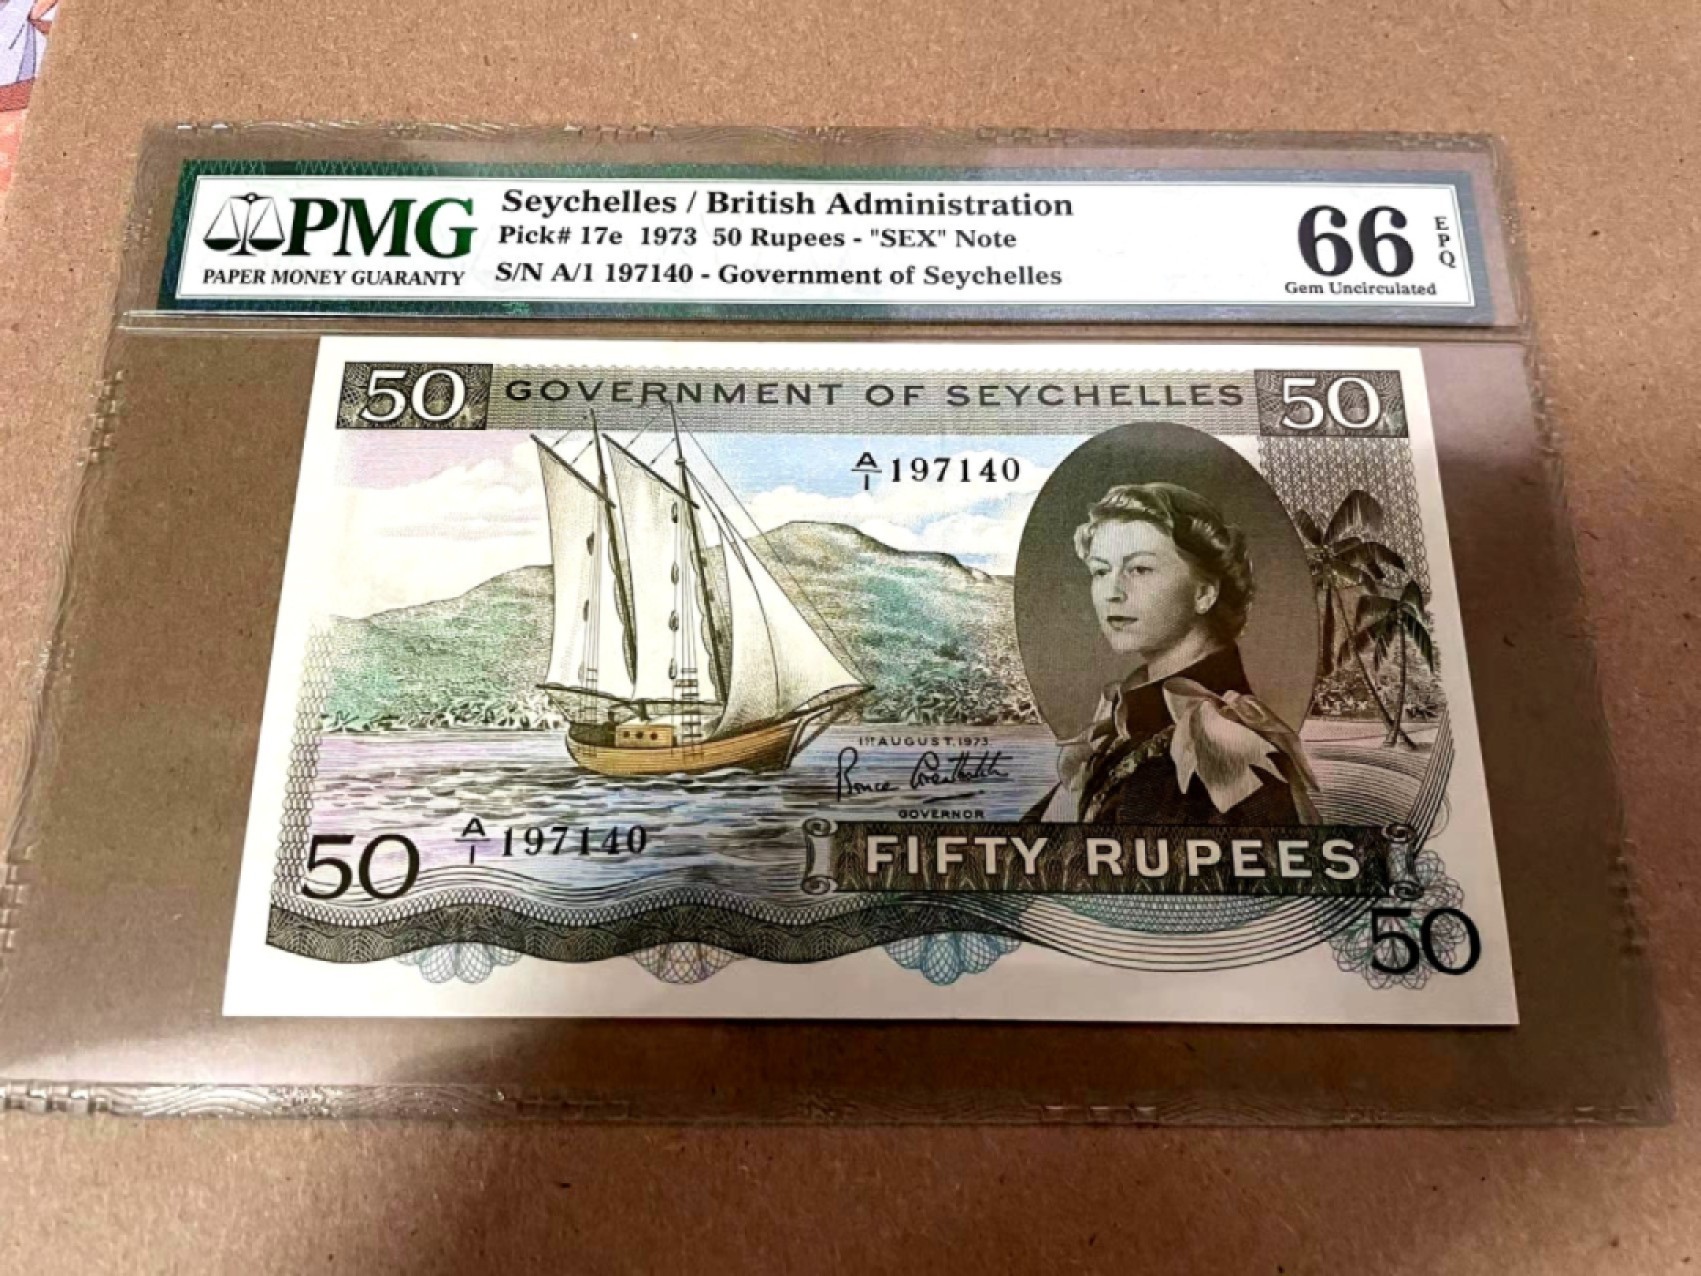 PMG
PAPER MONEY GUARANTY
Seychelles / British Administration
Pick# 17e 1973 50 Rupees - "SEX" Note
S/N A/1 197140 - Government of Seychelles
66
EPQ
Gem Uncirculated
50 GOVERNMENT OF SEYCHELLES 50
A/1 197140
1ST AUGUST, 1973
Bruce Greatbatch
GOVERNOR
50 A/1 197140
FIFTY RUPEES
50